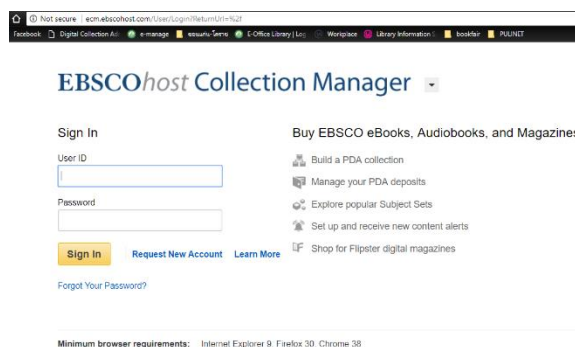 Not secure | ecm.ebscohost.com/User/Login?ReturnUrl=%2f
Facebook Digital Collection Ad e-manage E-Office Library | Log Workplace Library Information S bookfair PULINET
EBSCOhost Collection Manager
Sign In
User ID
Password
Sign In Request New Account Learn More
Forgot Your Password?
Buy EBSCO eBooks, Audiobooks, and Magazines
Build a PDA collection
Manage your PDA deposits
Explore popular Subject Sets
Set up and receive new content alerts
Shop for Flipster digital magazines
Minimum browser requirements: Internet Explorer 9, Firefox 30, Chrome 38